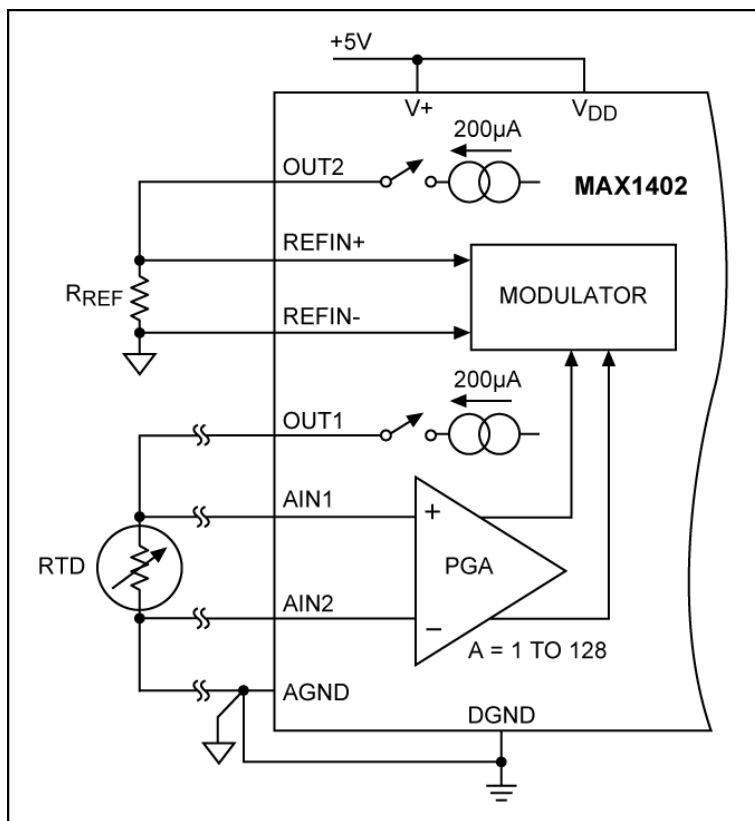 +5V
V+
VDD
200µA
OUT2
MAX1402
REFIN+
RREF
MODULATOR
REFIN-
200µA
OUT1
AIN1
+
RTD
PGA
AIN2
−
A = 1 TO 128
AGND
DGND